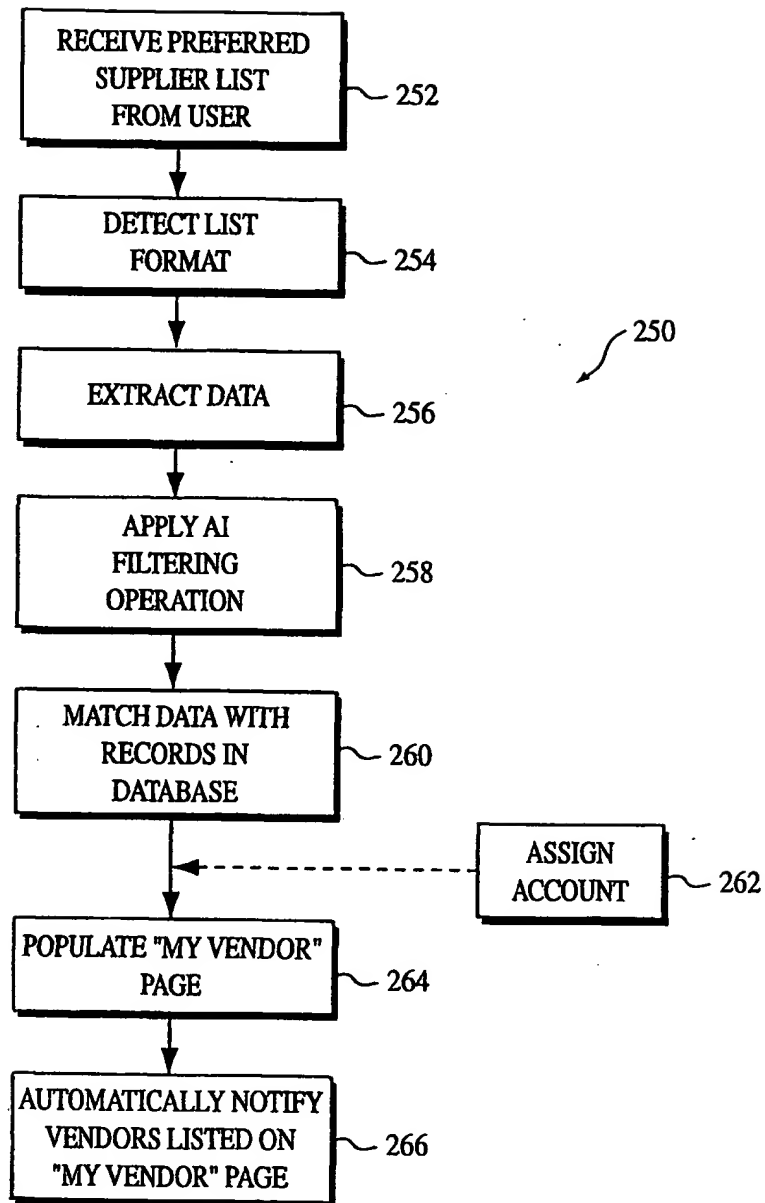 RECEIVE PREFERRED
SUPPLIER LIST
FROM USER
252
DETECT LIST
FORMAT
254
250
EXTRACT DATA
256
APPLY AI
FILTERING
OPERATION
258
MATCH DATA WITH
RECORDS IN
DATABASE
260
ASSIGN
ACCOUNT
262
POPULATE "MY VENDOR"
PAGE
264
AUTOMATICALLY NOTIFY
VENDORS LISTED ON
"MY VENDOR" PAGE
266